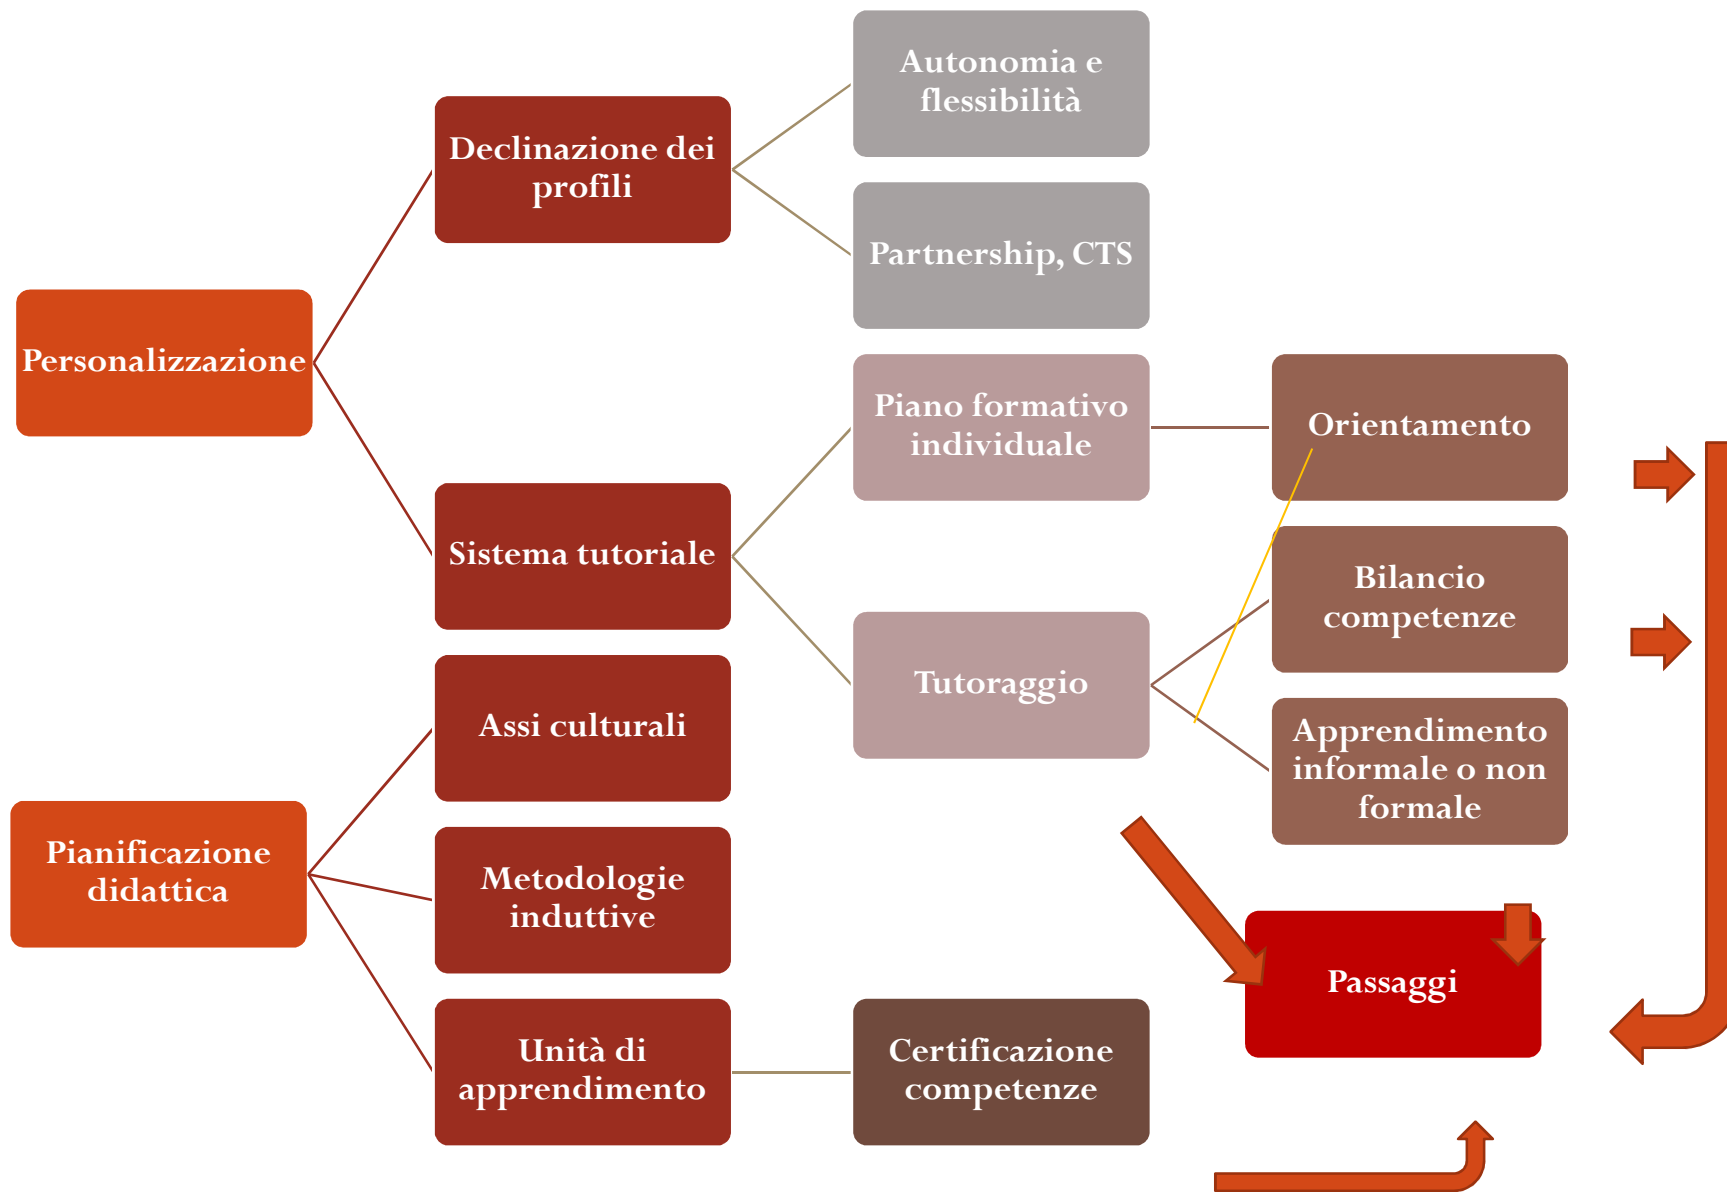 Autonomia e
flessibilità
Declinazione dei
profili
Partnership, CTS
Personalizzazione
Piano formativo
individuale
Orientamento
Sistema tutoriale
Bilancio
competenze
Tutoraggio
Apprendimento
informale o non
formale
Assi culturali
Pianificazione
didattica
Metodologie
induttive
Passaggi
Unità di
apprendimento
Certificazione
competenze